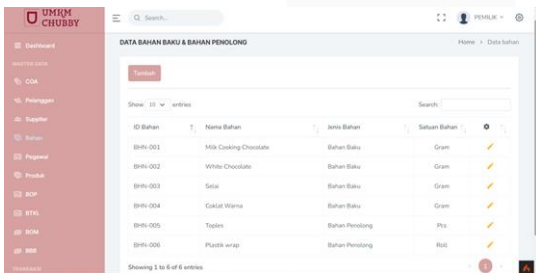 UMKM
CHUBBY
Search...
PEMILIK
Dashboard
MASTER DATA
COA
Pelanggan
Supplier
Bahan
Pegawai
Produk
BOP
BTKL
BOM
BBB
DATA BAHAN BAKU & BAHAN PENOLONG
Home > Data bahan
Tambah
Show 10 entries
Search:
ID Bahan Nama Bahan Jenis Bahan Satuan Bahan
BHN-001 Milk Cooking Chocolate Bahan Baku Gram
BHN-002 White Chocolate Bahan Baku Gram
BHN-003 Selai Bahan Baku Gram
BHN-004 Coklat Warna Bahan Baku Gram
BHN-005 Toples Bahan Penolong Pcs
BHN-006 Plastik wrap Bahan Penolong Roll
Showing 1 to 6 of 6 entries
1